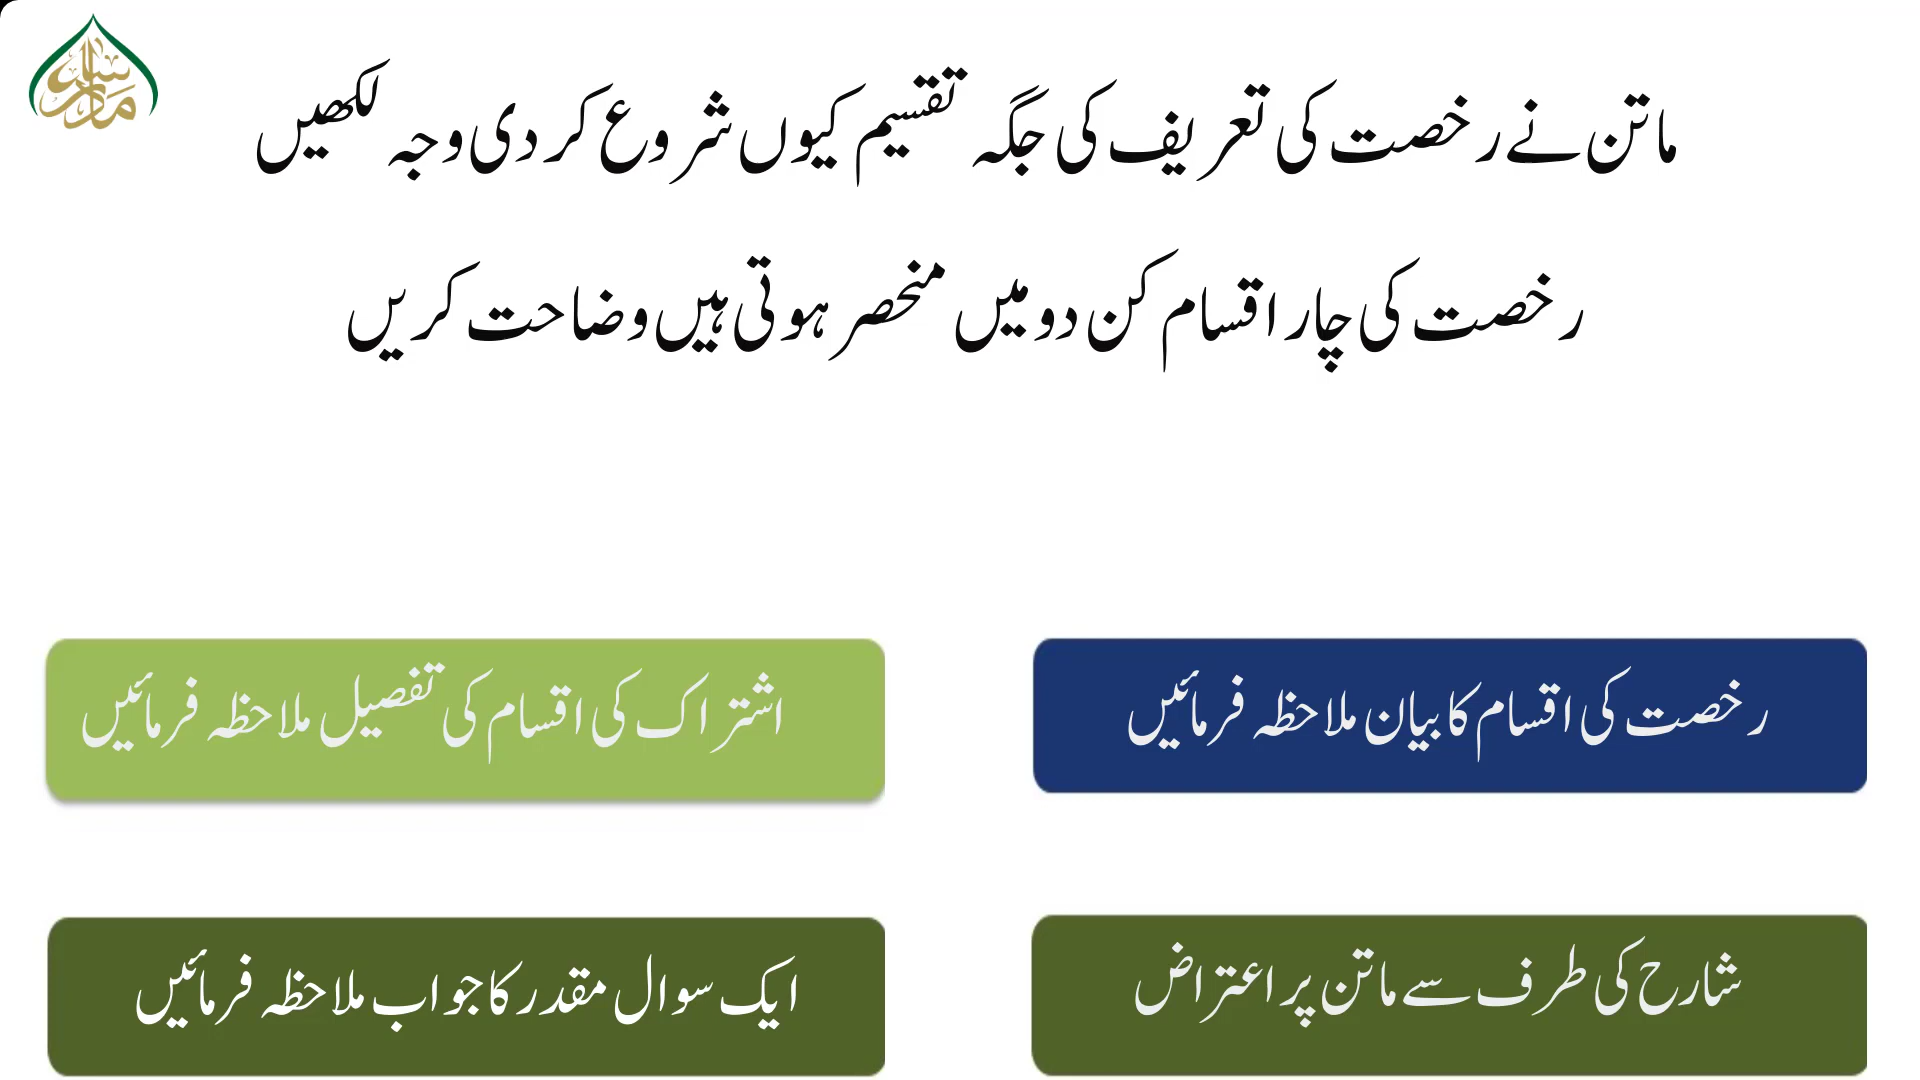 ماتن نے رخصت کی تعریف کی جگہ تقسیم کیوں شروع کر دی وجہ لکھیں
رخصت کی چار اقسام کن دو میں منحصر ہوتی ہیں وضاحت کریں
رخصت کی اقسام کا بیان ملاحظہ فرمائیں
اشتراک کی اقسام کی تفصیل ملاحظہ فرمائیں
شارح کی طرف سے ماتن پر اعتراض
ایک سوال مقدر کا جواب ملاحظہ فرمائیں